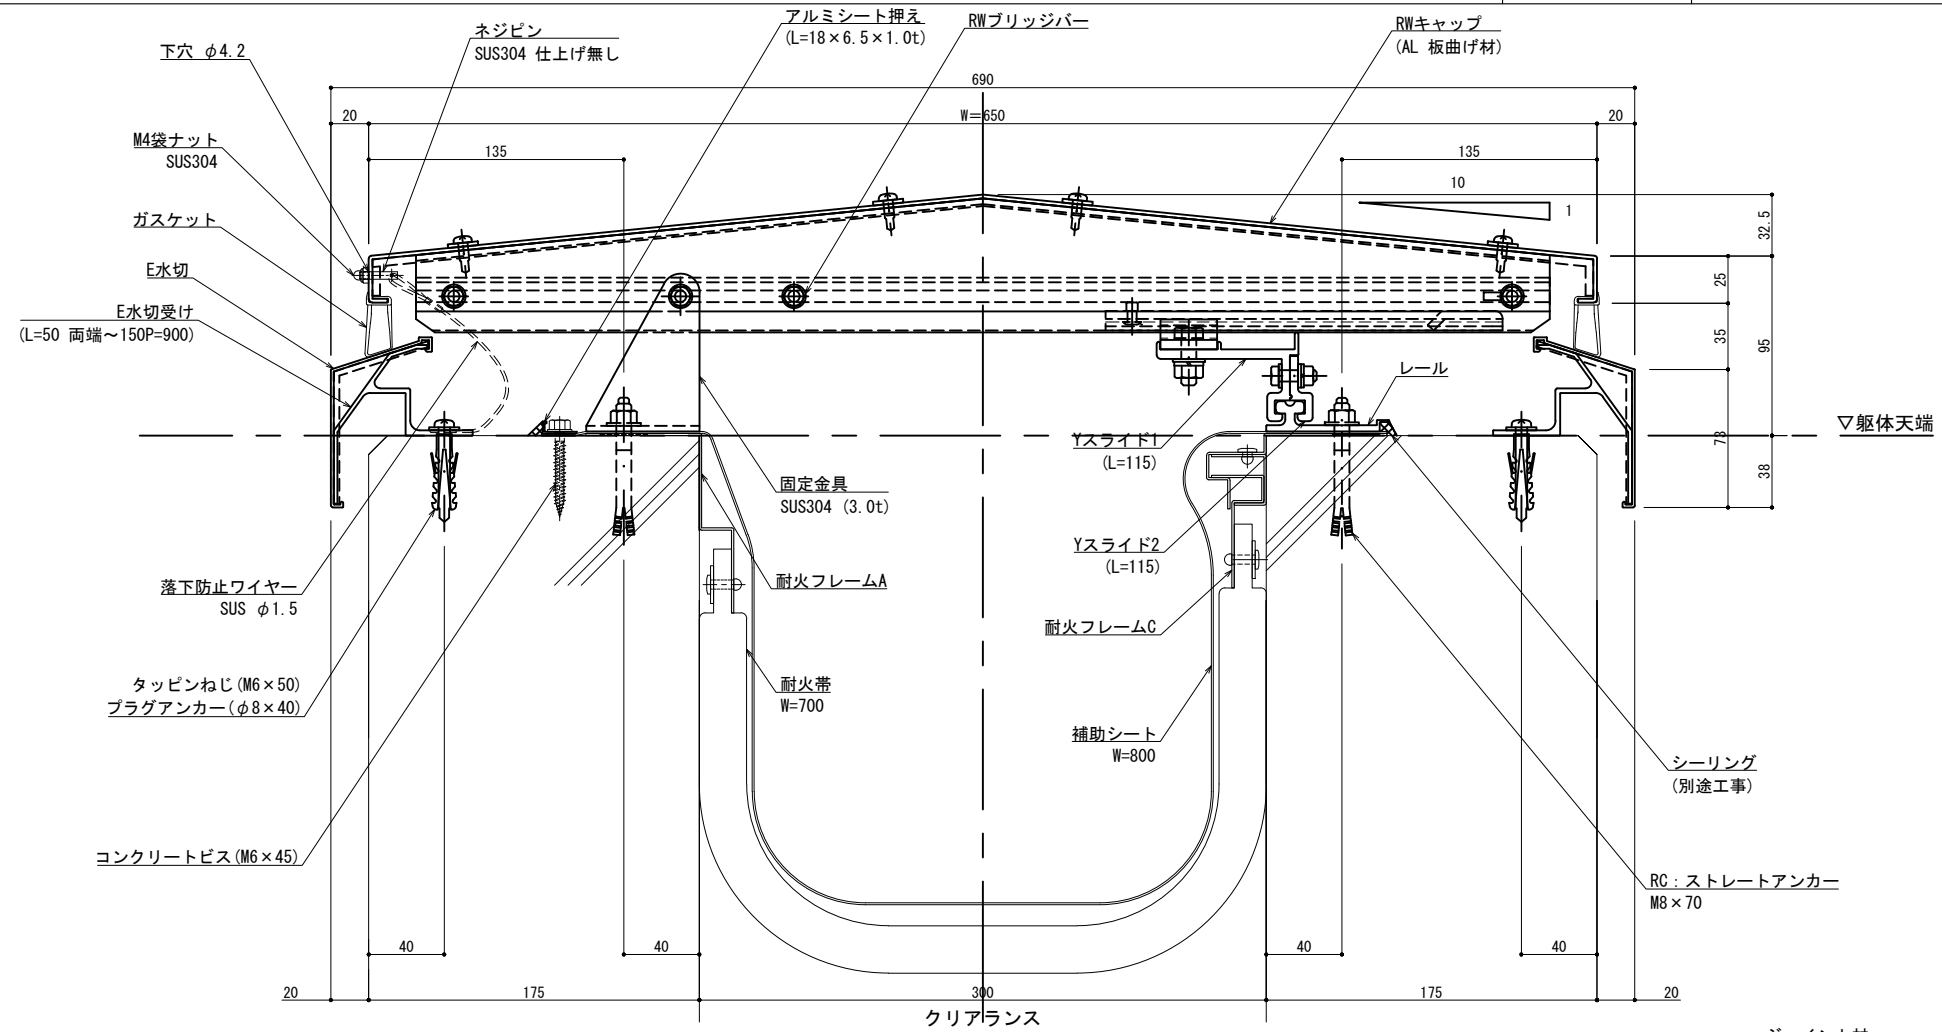 アルミシート押え
(L=18×6.5×1.0t)
RWブリッジバー
RWキャップ
(AL 板曲げ材)
ネジピン
SUS304 仕上げ無し
下穴 φ4.2
690
20
W=650
20
M4袋ナット
SUS304
135
135
10
1
32.5
ガスケット
E水切
E水切受け
(L=50 両端～150P=900)
25
35
95
レール
▽躯体天端
Yスライド1
(L=115)
73
38
固定金具
SUS304 (3.0t)
Yスライド2
(L=115)
落下防止ワイヤー
SUS φ1.5
耐火フレームA
耐火フレームC
タッピンねじ(M6×50)
プラグアンカー(φ8×40)
耐火帯
W=700
補助シート
W=800
シーリング
(別途工事)
コンクリートビス(M6×45)
RC：ストレートアンカー
M8×70
40
40
40
40
20
175
300
175
20
クリアランス